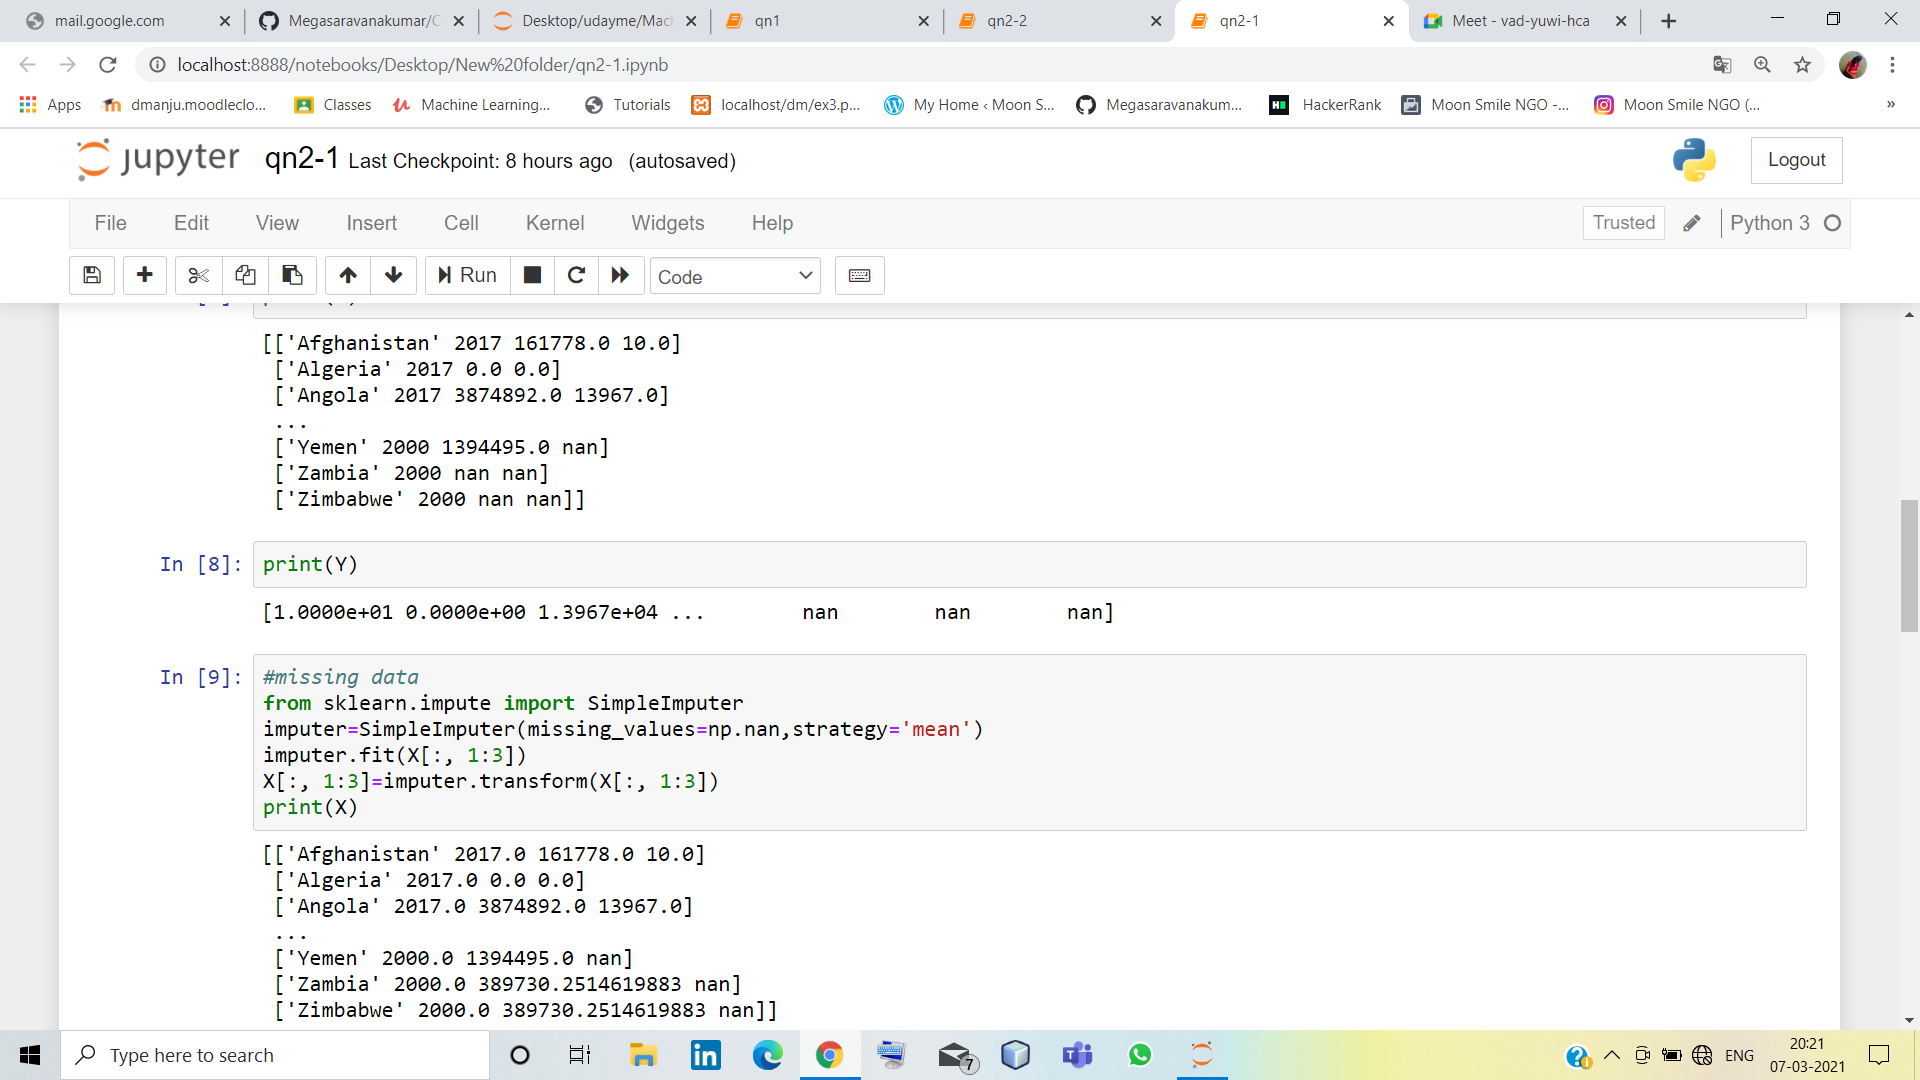 mail.google.com
Megasaravanakumar/C
Desktop/udayme/Mach
qn1
qn2-2
qn2-1
Meet - vad-yuwi-hca
localhost:8888/notebooks/Desktop/New%20folder/qn2-1.ipynb
Apps
dmanju.moodleclo...
Classes
Machine Learning...
Tutorials
localhost/dm/ex3.p...
My Home ‹ Moon S...
Megasaravanakum...
HackerRank
Moon Smile NGO -...
Moon Smile NGO (...
»
jupyter qn2-1 Last Checkpoint: 8 hours ago (autosaved)
Logout
File Edit View Insert Cell Kernel Widgets Help
Trusted
Python 3
Run
Code
[['Afghanistan' 2017 161778.0 10.0]
['Algeria' 2017 0.0 0.0]
['Angola' 2017 3874892.0 13967.0]
...
['Yemen' 2000 1394495.0 nan]
['Zambia' 2000 nan nan]
['Zimbabwe' 2000 nan nan]]
In [8]: print(Y)
[1.0000e+01 0.0000e+00 1.3967e+04 ... nan nan nan]
In [9]: #missing data
from sklearn.impute import SimpleImputer
imputer=SimpleImputer(missing_values=np.nan,strategy='mean')
imputer.fit(X[:, 1:3])
X[:, 1:3]=imputer.transform(X[:, 1:3])
print(X)
[['Afghanistan' 2017.0 161778.0 10.0]
['Algeria' 2017.0 0.0 0.0]
['Angola' 2017.0 3874892.0 13967.0]
...
['Yemen' 2000.0 1394495.0 nan]
['Zambia' 2000.0 389730.2514619883 nan]
['Zimbabwe' 2000.0 389730.2514619883 nan]]
Type here to search
7
ENG
20:21
07-03-2021